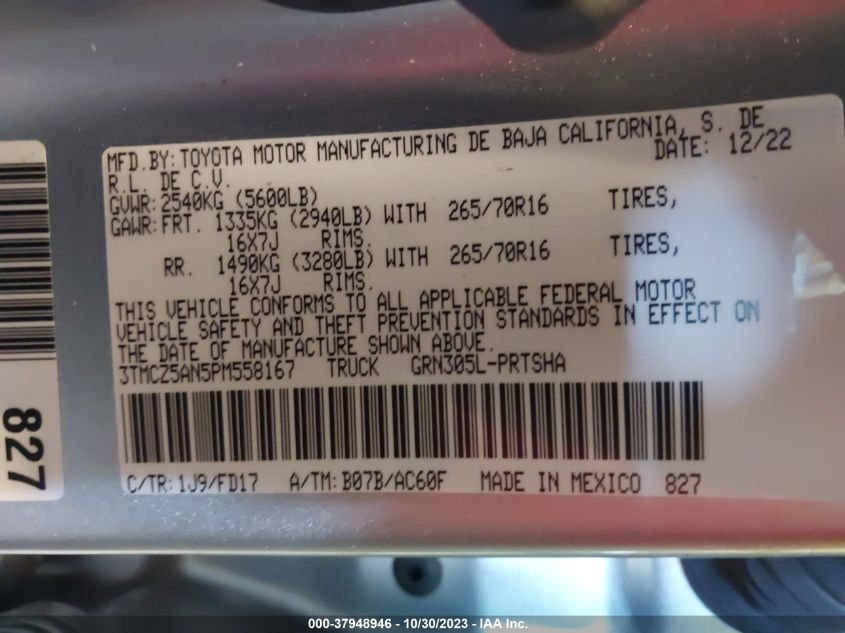 MFD.BY:TOYOTA MOTOR MANUFACTURING DE BAJA CALIFORNIA, S. DE
R.L. DE C.V. DATE: 12/22
GVWR:2540KG (5600LB)
GAWR:FRT. 1335KG (2940LB) WITH 265/70R16 TIRES,
16X7J RIMS.
RR. 1490KG (3280LB) WITH 265/70R16 TIRES,
16X7J RIMS.
THIS VEHICLE CONFORMS TO ALL APPLICABLE FEDERAL MOTOR
VEHICLE SAFETY AND THEFT PREVENTION STANDARDS IN EFFECT ON
THE DATE OF MANUFACTURE SHOWN ABOVE.
3TMCZ5AN5PM558167 TRUCK GRN305L-PRTSHA
C/TR:1J9/FD17 A/TM:B07B/AC60F MADE IN MEXICO 827
827
000-37948946 - 10/30/2023 - IAA Inc.